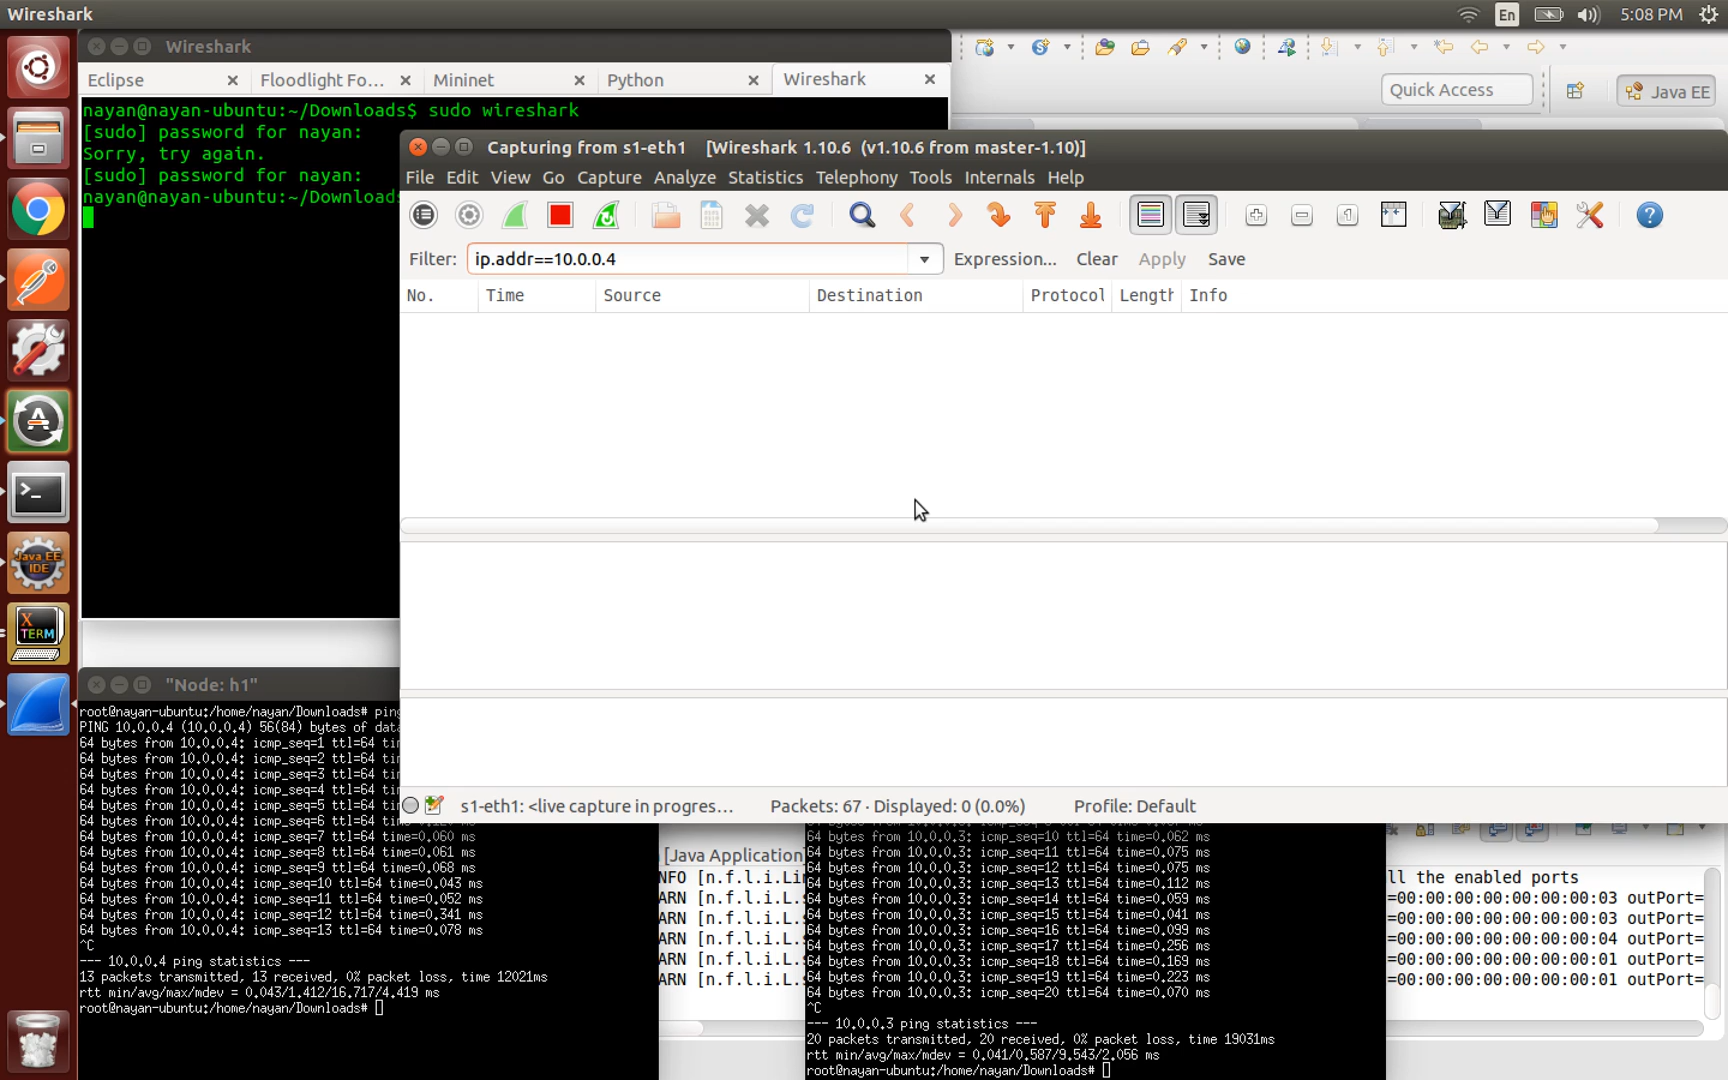 Wireshark
En
5:08 PM
Wireshark
Eclipse
Floodlight Fo...
Mininet
Python
Wireshark
Quick Access
Java EE
nayan@nayan-ubuntu:~/Downloads$ sudo wireshark
[sudo] password for nayan:
Sorry, try again.
[sudo] password for nayan:
nayan@nayan-ubuntu:~/Downloads
Capturing from s1-eth1 [Wireshark 1.10.6 (v1.10.6 from master-1.10)]
File Edit View Go Capture Analyze Statistics Telephony Tools Internals Help
Filter: ip.addr==10.0.0.4 Expression... Clear Apply Save
No. Time Source Destination Protocol Length Info
s1-eth1: <live capture in progres... Packets: 67 · Displayed: 0 (0.0%) Profile: Default
Java EE
IDE
X
TERM
"Node: h1"
root@nayan-ubuntu:/home/nayan/Downloads# ping
PING 10.0.0.4 (10.0.0.4) 56(84) bytes of data
64 bytes from 10.0.0.4: icmp_seq=1 ttl=64 ti
64 bytes from 10.0.0.4: icmp_seq=2 ttl=64 ti
64 bytes from 10.0.0.4: icmp_seq=3 ttl=64 ti
64 bytes from 10.0.0.4: icmp_seq=4 ttl=64 ti
64 bytes from 10.0.0.4: icmp_seq=5 ttl=64 ti
64 bytes from 10.0.0.4: icmp_seq=6 ttl=64 ms
64 bytes from 10.0.0.4: icmp_seq=7 ttl=64 time=0.060 ms
64 bytes from 10.0.0.4: icmp_seq=8 ttl=64 time=0.061 ms
64 bytes from 10.0.0.4: icmp_seq=9 ttl=64 time=0.068 ms
64 bytes from 10.0.0.4: icmp_seq=10 ttl=64 time=0.043 ms
64 bytes from 10.0.0.4: icmp_seq=11 ttl=64 time=0.052 ms
64 bytes from 10.0.0.4: icmp_seq=12 ttl=64 time=0.341 ms
64 bytes from 10.0.0.4: icmp_seq=13 ttl=64 time=0.078 ms
^C
--- 10.0.0.4 ping statistics ---
13 packets transmitted, 13 received, 0% packet loss, time 12021ms
rtt min/avg/max/mdev = 0.043/1.412/16.717/4.419 ms
root@nayan-ubuntu:/home/nayan/Downloads#
[Java Application]
NFO [n.f.l.i.Li
ARN [n.f.l.i.L.
ARN [n.f.l.i.L.
ARN [n.f.l.i.L.
ARN [n.f.l.i.L.
ARN [n.f.l.i.L.
64 bytes from 10.0.0.3: icmp_seq=10 ttl=64 time=0.062 ms
64 bytes from 10.0.0.3: icmp_seq=11 ttl=64 time=0.075 ms
64 bytes from 10.0.0.3: icmp_seq=12 ttl=64 time=0.075 ms
64 bytes from 10.0.0.3: icmp_seq=13 ttl=64 time=0.112 ms
64 bytes from 10.0.0.3: icmp_seq=14 ttl=64 time=0.059 ms
64 bytes from 10.0.0.3: icmp_seq=15 ttl=64 time=0.041 ms
64 bytes from 10.0.0.3: icmp_seq=16 ttl=64 time=0.099 ms
64 bytes from 10.0.0.3: icmp_seq=17 ttl=64 time=0.256 ms
64 bytes from 10.0.0.3: icmp_seq=18 ttl=64 time=0.169 ms
64 bytes from 10.0.0.3: icmp_seq=19 ttl=64 time=0.223 ms
64 bytes from 10.0.0.3: icmp_seq=20 ttl=64 time=0.070 ms
^C
--- 10.0.0.3 ping statistics ---
20 packets transmitted, 20 received, 0% packet loss, time 19031ms
rtt min/avg/max/mdev = 0.041/0.587/9.543/2.056 ms
root@nayan-ubuntu:/home/nayan/Downloads#
ll the enabled ports
=00:00:00:00:00:00:00:03 outPort=
=00:00:00:00:00:00:00:03 outPort=
=00:00:00:00:00:00:00:04 outPort=
=00:00:00:00:00:00:00:01 outPort=
=00:00:00:00:00:00:00:01 outPort=